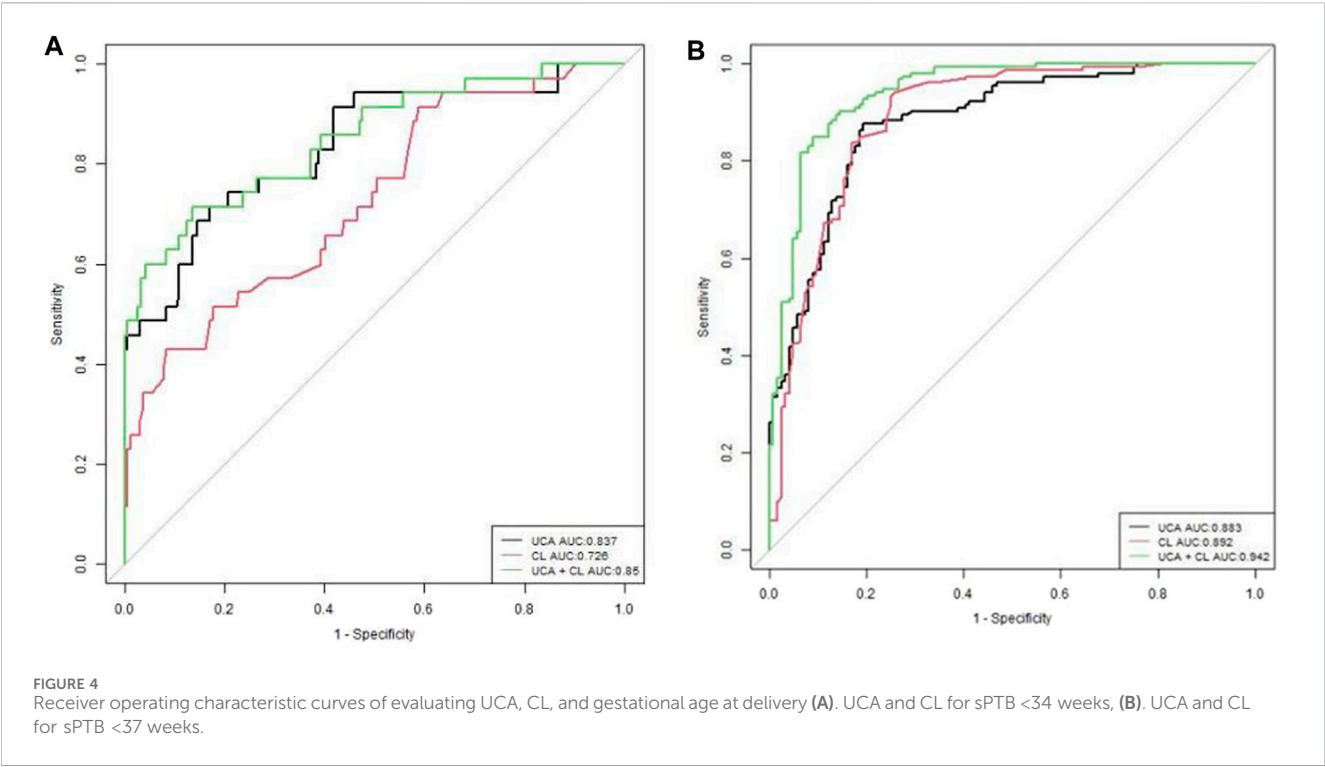 A
1.0
0.8
0.6
0.4
0.2
0.0
Sensitivity
0.0 0.2 0.4 0.6 0.8 1.0
1 - Specificity
UCA AUC:0.837
CL AUC:0.726
UCA + CL AUC:0.85
B
1.0
0.8
0.6
0.4
0.2
0.0
Sensitivity
0.0 0.2 0.4 0.6 0.8 1.0
1 - Specificity
UCA AUC:0.883
CL AUC:0.892
UCA + CL AUC:0.942
FIGURE 4
Receiver operating characteristic curves of evaluating UCA, CL, and gestational age at delivery (A). UCA and CL for sPTB <34 weeks, (B). UCA and CL
for sPTB <37 weeks.